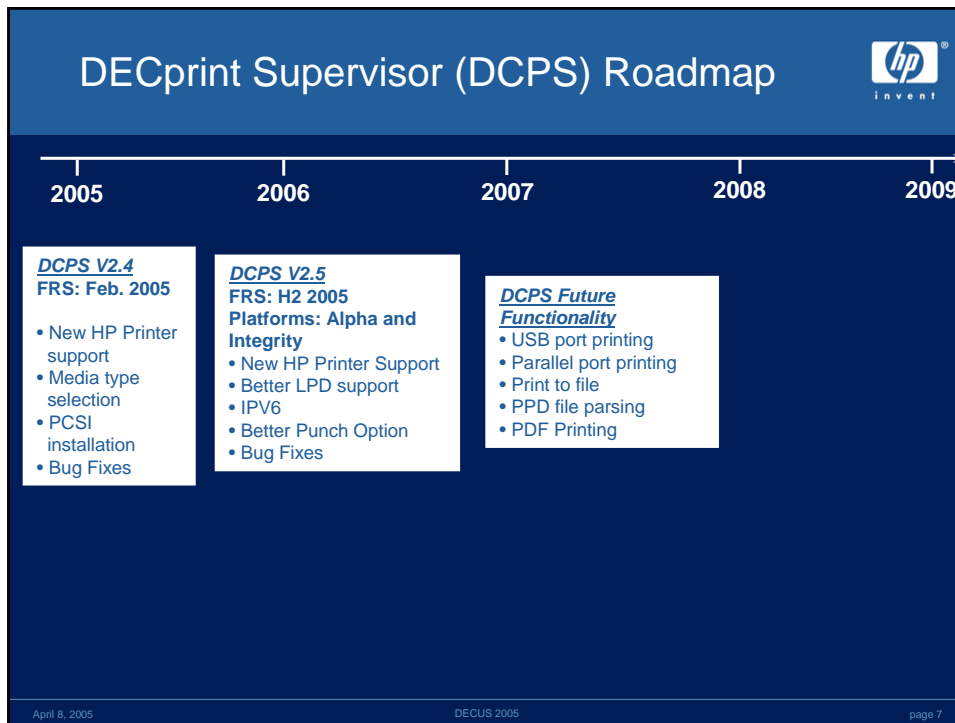 DECprint Supervisor (DCPS) Roadmap
hp
®
invent
2005
2006
2007
2008
2009
DCPS V2.4
FRS: Feb. 2005
• New HP Printer
support
• Media type
selection
• PCSI
installation
• Bug Fixes
DCPS V2.5
FRS: H2 2005
Platforms: Alpha and
Integrity
• New HP Printer Support
• Better LPD support
• IPV6
• Better Punch Option
• Bug Fixes
DCPS Future
Functionality
• USB port printing
• Parallel port printing
• Print to file
• PPD file parsing
• PDF Printing
April 8, 2005
DECUS 2005
page 7